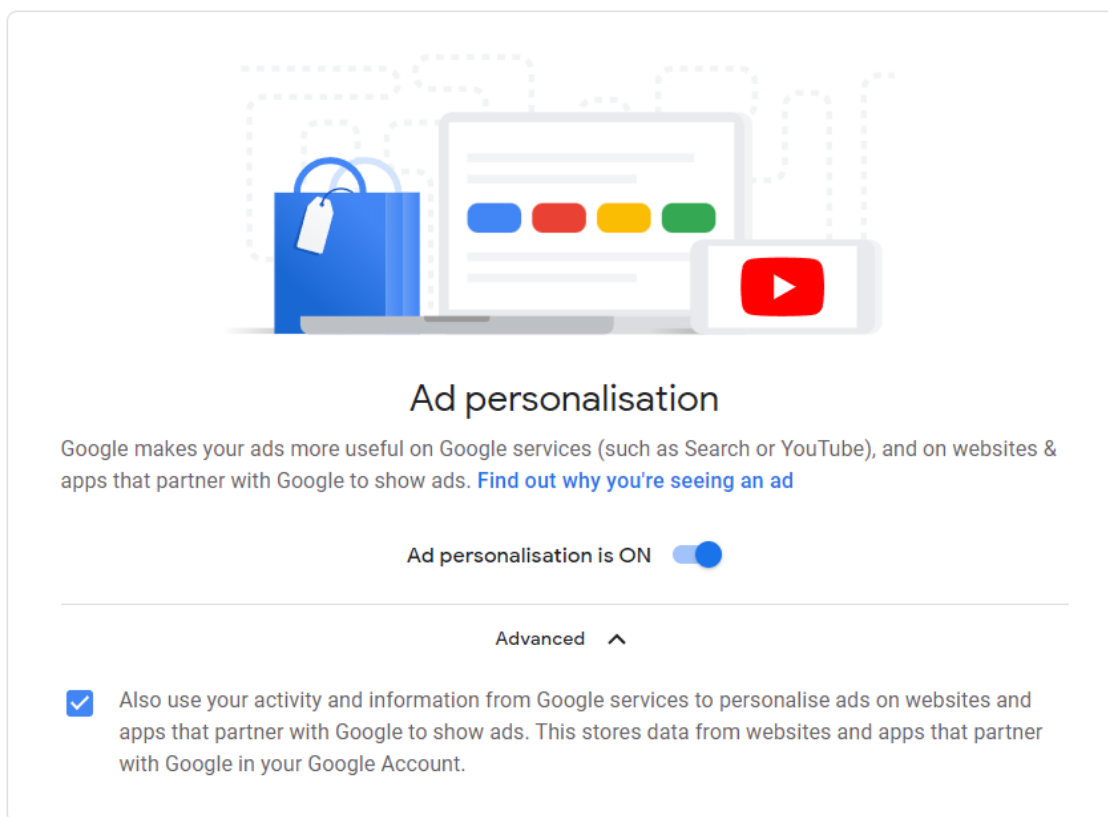 Ad personalisation
Google makes your ads more useful on Google services (such as Search or YouTube), and on websites &
apps that partner with Google to show ads. Find out why you're seeing an ad
Ad personalisation is ON
Advanced
Also use your activity and information from Google services to personalise ads on websites and
apps that partner with Google to show ads. This stores data from websites and apps that partner
with Google in your Google Account.